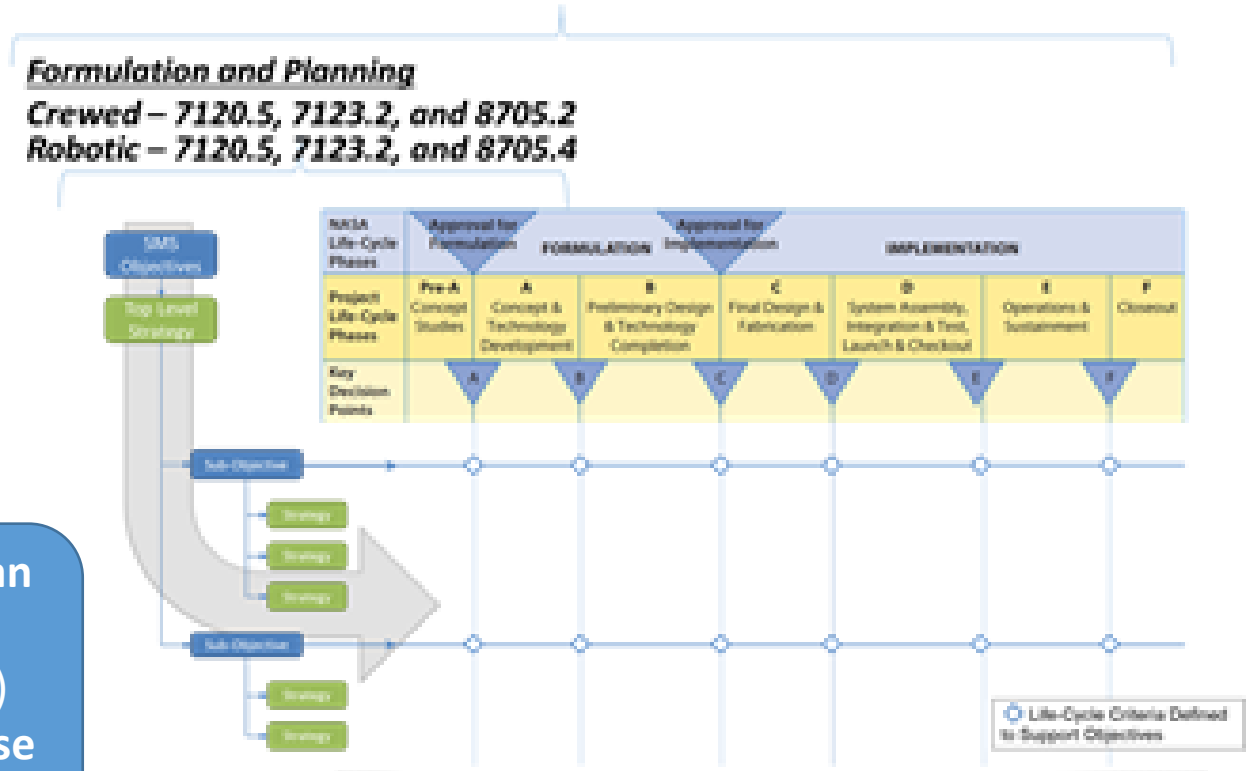 Formulation and Planning
Crewed – 7120.5, 7123.2, and 8705.2
Robotic – 7120.5, 7123.2, and 8705.4
SMS
Objectives
Top Level
Strategy
NASA
Life-Cycle
Phases
Approval for
Formulation
FORMULATION
Approval for
Implementation
IMPLEMENTATION
Project
Life-Cycle
Phases
Pre-A
Concept
Studies
A
Concept &
Technology
Development
B
Preliminary Design
& Technology
Completion
C
Final Design &
Fabrication
D
System Assembly,
Integration & Test,
Launch & Checkout
E
Operations &
Sustainment
F
Closeout
Key
Decision
Points
A
B
C
D
E
F
Sub-Objective
Strategy
Strategy
Strategy
Sub-Objective
Strategy
Strategy
an
)
se
Life-Cycle Criteria Defined
to Support Objectives